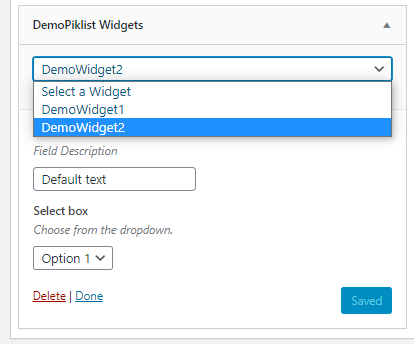 DemoPiklist Widgets
DemoWidget2
Select a Widget
DemoWidget1
DemoWidget2
Field Description
Default text
Select box
Choose from the dropdown.
Option 1
Delete | Done
Saved